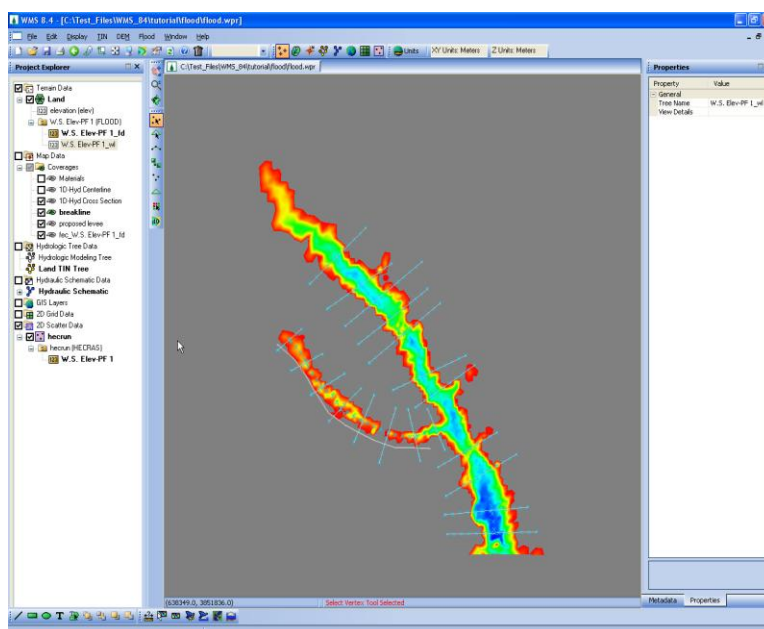 WMS 8.4 - [C:\Test_Files\WMS_84\tutorial\flood\flood.wpr]
File Edit Display TIN DEM Flood Window Help
Units XY Units: Meters Z Units: Meters
Project Explorer
C:\Test_Files\WMS_84\tutorial\flood\flood.wpr
Properties
Property Value
General
Tree Name W.S. Elev-PF 1_wl
View Details
Terrain Data
Land
elevation (elev)
W.S. Elev-PF 1 (FLOOD)
W.S. Elev-PF 1_fd
W.S. Elev-PF 1_wl
Map Data
Coverages
Materials
1D-Hyd Centerline
1D-Hyd Cross Section
breakline
proposed levee
fec_W.S. Elev-PF 1_fd
Hydrologic Tree Data
Hydrologic Modeling Tree
Land TIN Tree
Hydraulic Schematic Data
Hydraulic Schematic
GIS Layers
2D Grid Data
2D Scatter Data
hecrun
hecrun (HECRAS)
W.S. Elev-PF 1
(638349.0, 3851836.0) Select Vertex Tool Selected
Metadata Properties
T